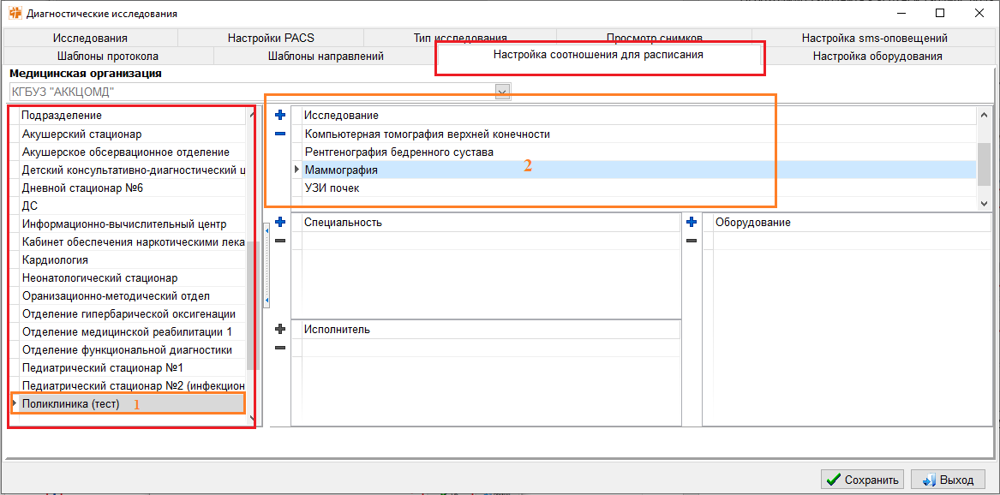 Диагностические исследования
Исследования
Настройки PACS
Тип исследования
Просмотр снимков
Настройка sms-оповещений
Шаблоны протокола
Шаблоны направлений
Настройка соотношения для расписания
Настройка оборудования
Медицинская организация
КГБУЗ "АККЦОМД"
Подразделение
Акушерский стационар
Акушерское обсервационное отделение
Детский консультативно-диагностический ц
Дневной стационар №6
ДС
Информационно-вычислительный центр
Кабинет обеспечения наркотическими лека
Кардиология
Неонатологический стационар
Оранизационно-методический отдел
Отделение гипербарической оксигенации
Отделение медицинской реабилитации 1
Отделение функциональной диагностики
Педиатрический стационар №1
Педиатрический стационар №2 (инфекцион
Поликлиника (тест) 1
Исследование
Компьютерная томография верхней конечности
Рентгенография бедренного сустава
Маммография 2
УЗИ почек
Специальность
Оборудование
Исполнитель
Сохранить
Выход